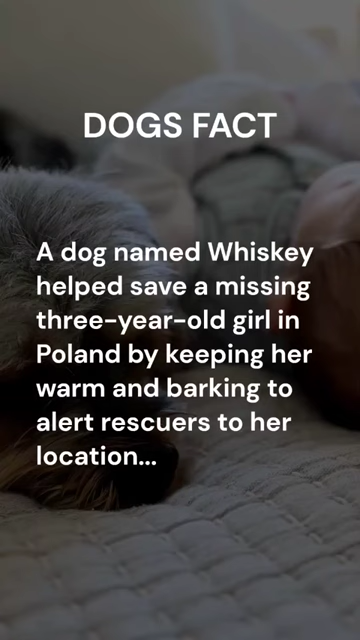 DOGS FACT
A dog named Whiskey
helped save a missing
three-year-old girl in
Poland by keeping her
warm and barking to
alert rescuers to her
location...